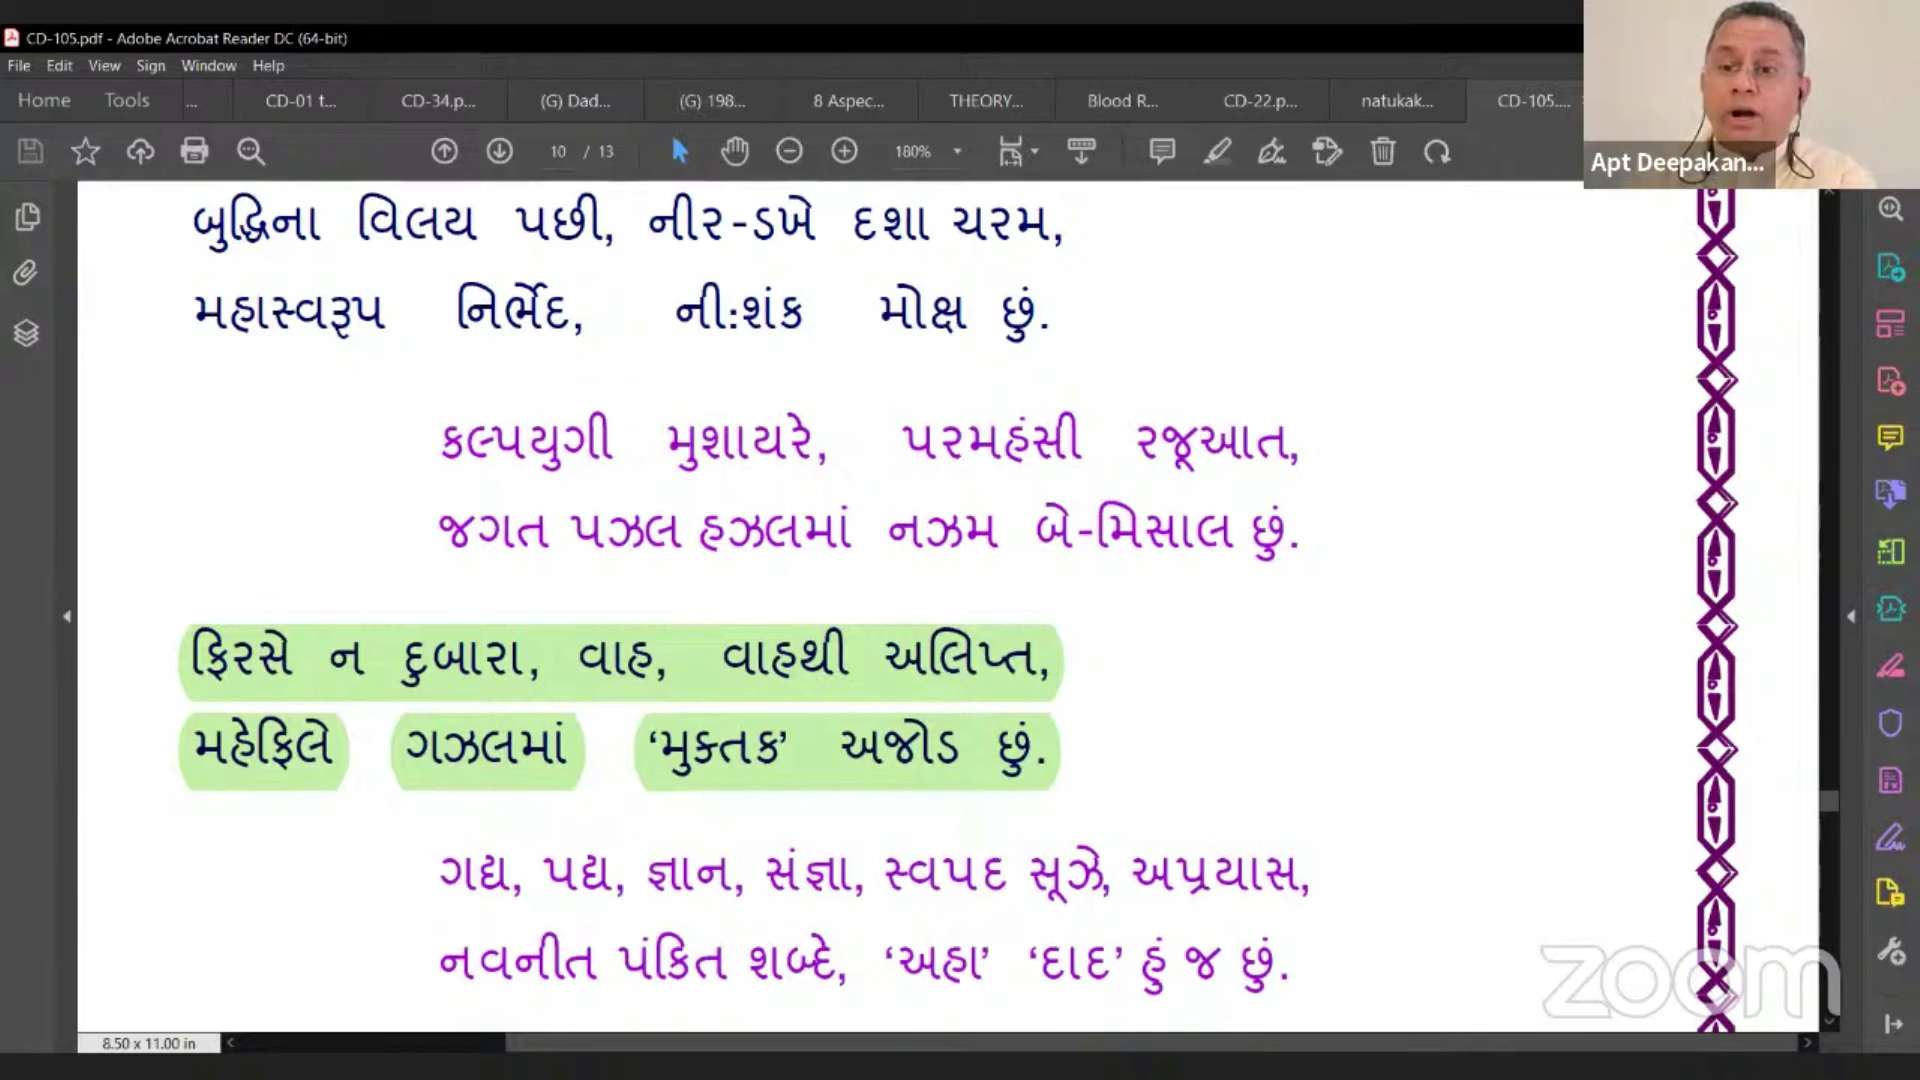 CD-105.pdf - Adobe Acrobat Reader DC (64-bit)
File Edit View Sign Window Help
Home Tools ... CD-01 t... CD-34.p... (G) Dad... (G) 198... 8 Aspec... THEORY... Blood R... CD-22.p... natukak... CD-105....
10 / 13 180%
Apt Deepakan...
બુદ્ધિના વિલય પછી, નીર-ડખે દશા ચરમ,
મહાસ્વરૂપ નિર્ભેદ, ની:શંક મોક્ષ છું.
કલ્પયુગી મુશાયરે, પરમહંસી રજૂઆત,
જગત પઝલ હઝલમાં નઝમ બે-મિસાલ છું.
ફિરસે ન દુબારા, વાહ, વાહથી અલિપ્ત,
મહેફિલે ગઝલમાં ‘મુક્તક’ અજોડ છું.
ગદ્ય, પદ્ય, જ્ઞાન, સંજ્ઞા, સ્વપદ સૂઝે, અપ્રયાસ,
નવનીત પંકિત શબ્દે, ‘અહા’ ‘દાદ’ હું જ છું.
zoom
8.50 x 11.00 in